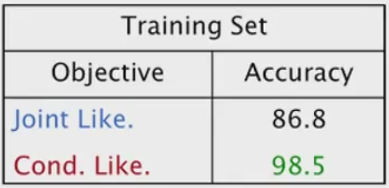 Training Set
Objective Accuracy
Joint Like. 86.8
Cond. Like. 98.5